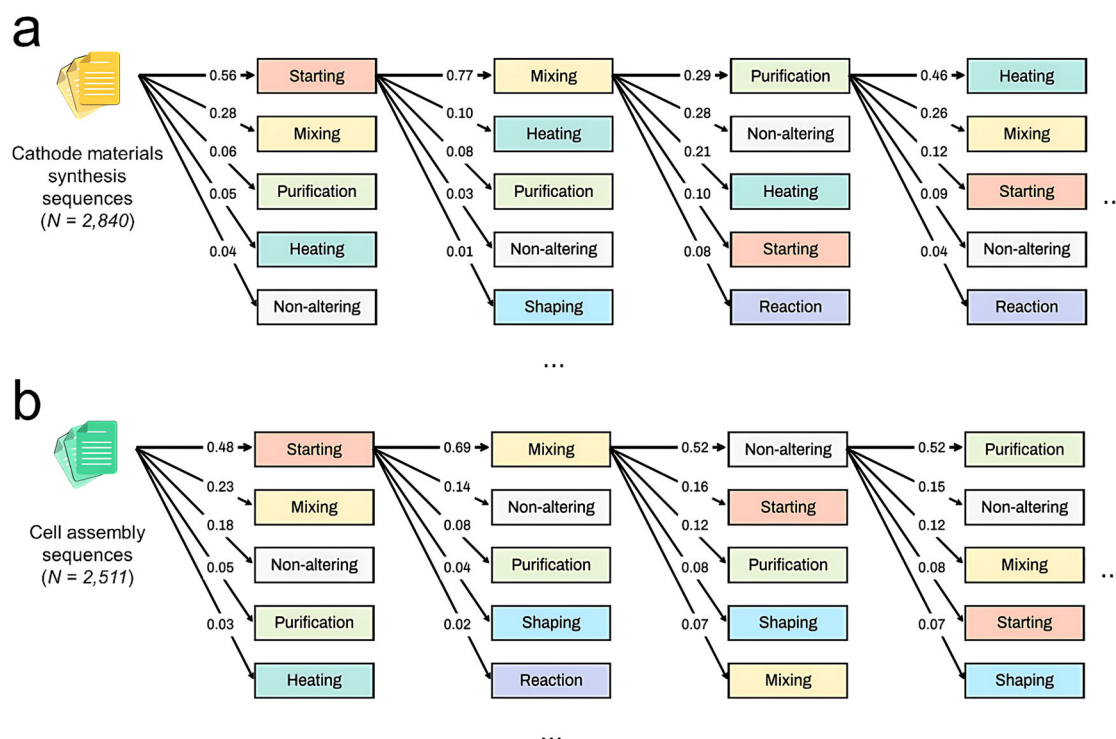 a
0.56 Starting 0.77 Mixing 0.29 Purification 0.46 Heating
0.28 Mixing 0.10 Heating 0.28 Non-altering 0.26 Mixing
Cathode materials
synthesis
sequences
(N = 2,840)
0.06 Purification 0.08 Purification 0.21 Heating 0.12 Starting ..
0.05 Heating 0.03 Non-altering 0.10 Starting 0.09 Non-altering
0.04 Non-altering 0.01 Shaping 0.08 Reaction 0.04 Reaction
...
b
0.48 Starting 0.69 Mixing 0.52 Non-altering 0.52 Purification
0.23 Mixing 0.14 Non-altering 0.16 Starting 0.15 Non-altering
Cell assembly
sequences
(N = 2,511)
0.18 Non-altering 0.08 Purification 0.12 Purification 0.12 Mixing ..
0.05 Purification 0.04 Shaping 0.08 Shaping 0.08 Starting
0.03 Heating 0.02 Reaction 0.07 Mixing 0.07 Shaping
...